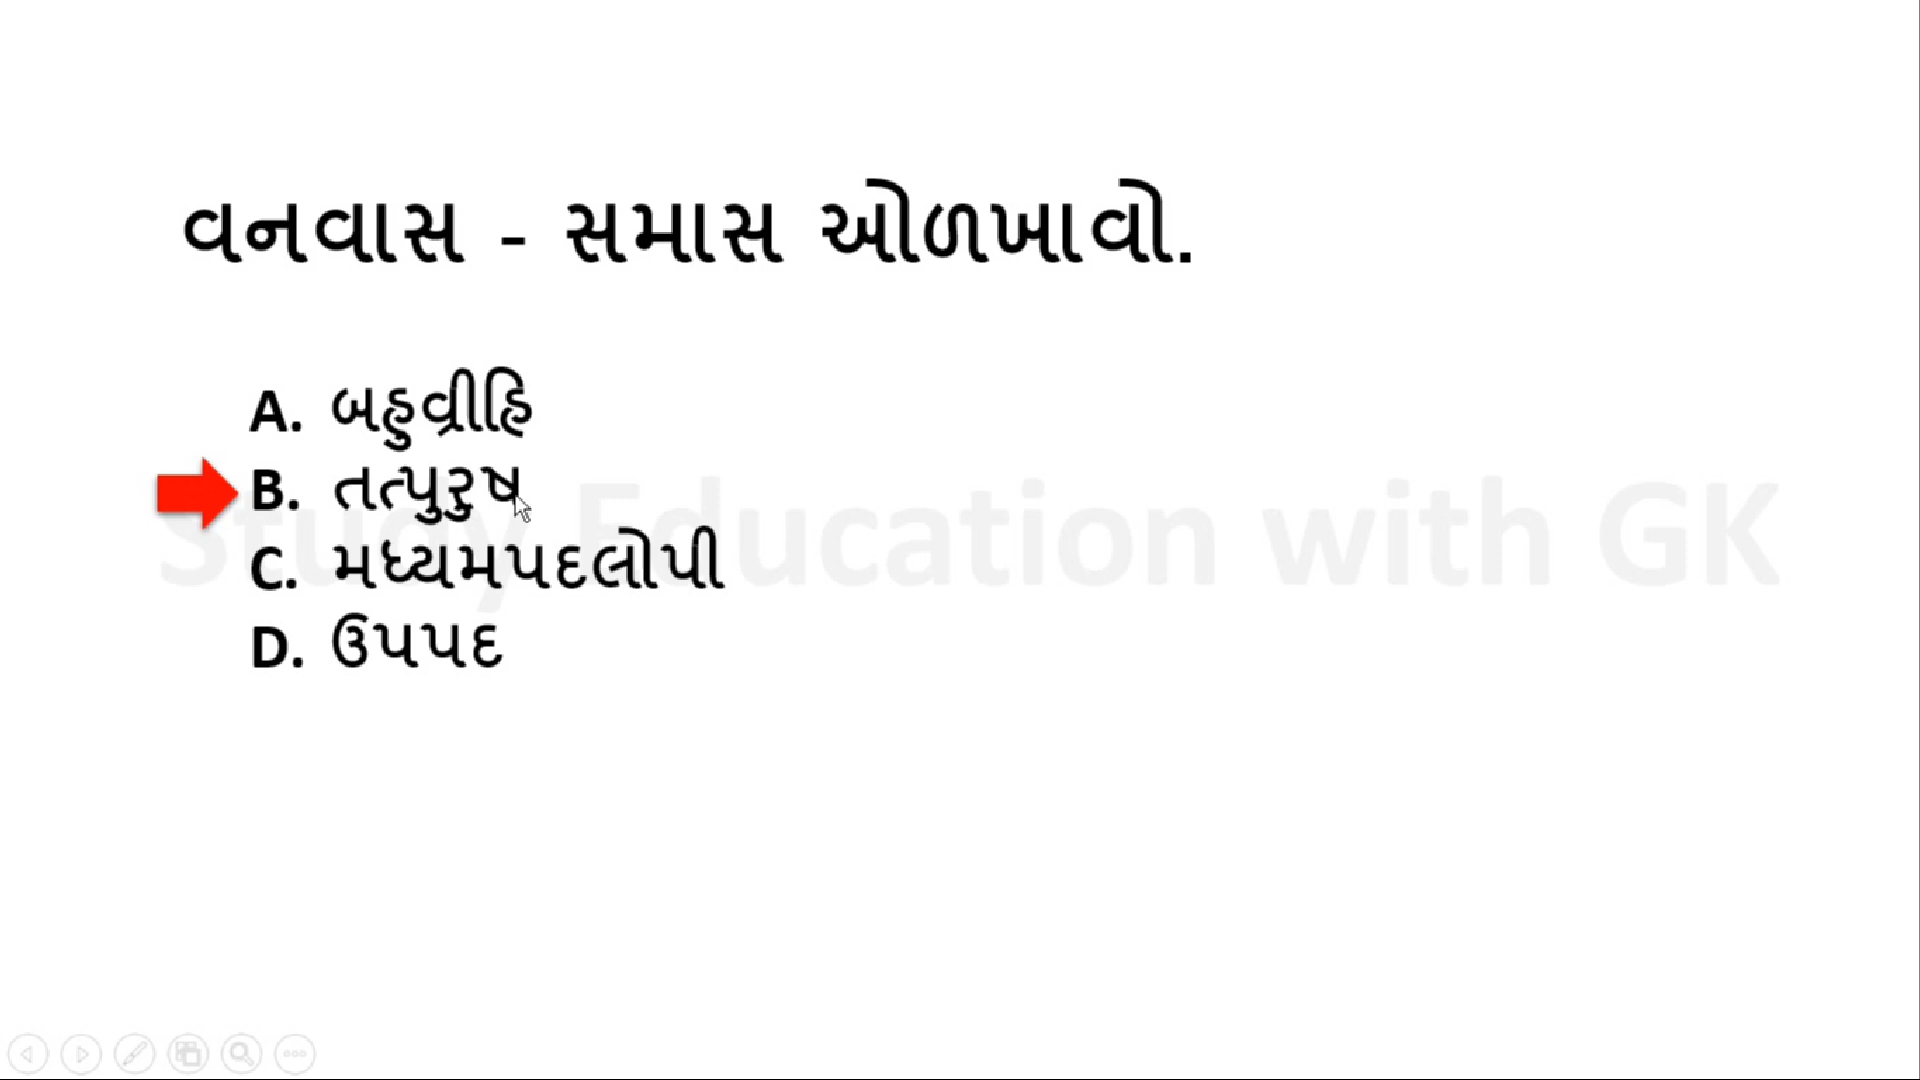 વનવાસ - સમાસ ઓળખાવો.
A. બહુવ્રીહિ
B. તત્પુરુષ
Study Education with GK
C. મધ્યમપદલોપી
D. ઉપપદ